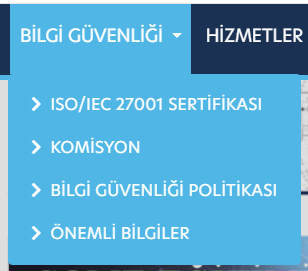 BİLGİ GÜVENLİĞİ HİZMETLER
ISO/IEC 27001 SERTİFİKASI
KOMİSYON
BİLGİ GÜVENLİĞİ POLİTİKASI
ÖNEMLİ BİLGİLER